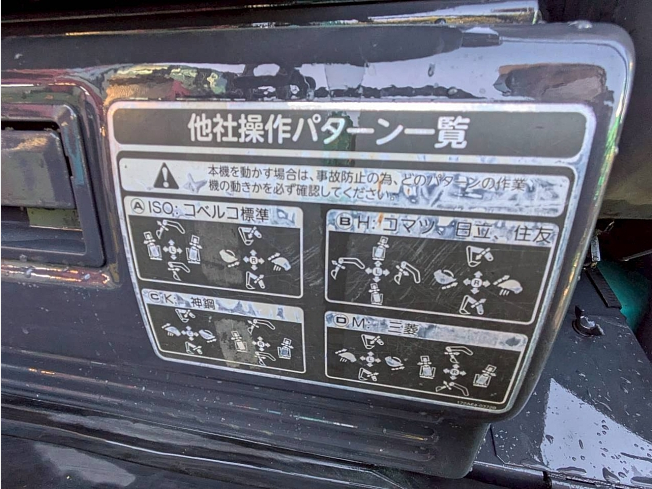 他社操作パターン一覧
本機を動かす場合は、事故防止の為、どのパターンの作業
機の動きかを必ず確認してください。
A ISO: コベルコ標準
B H: コマツ、日立、住友
C K: 神鋼
D M: 三菱